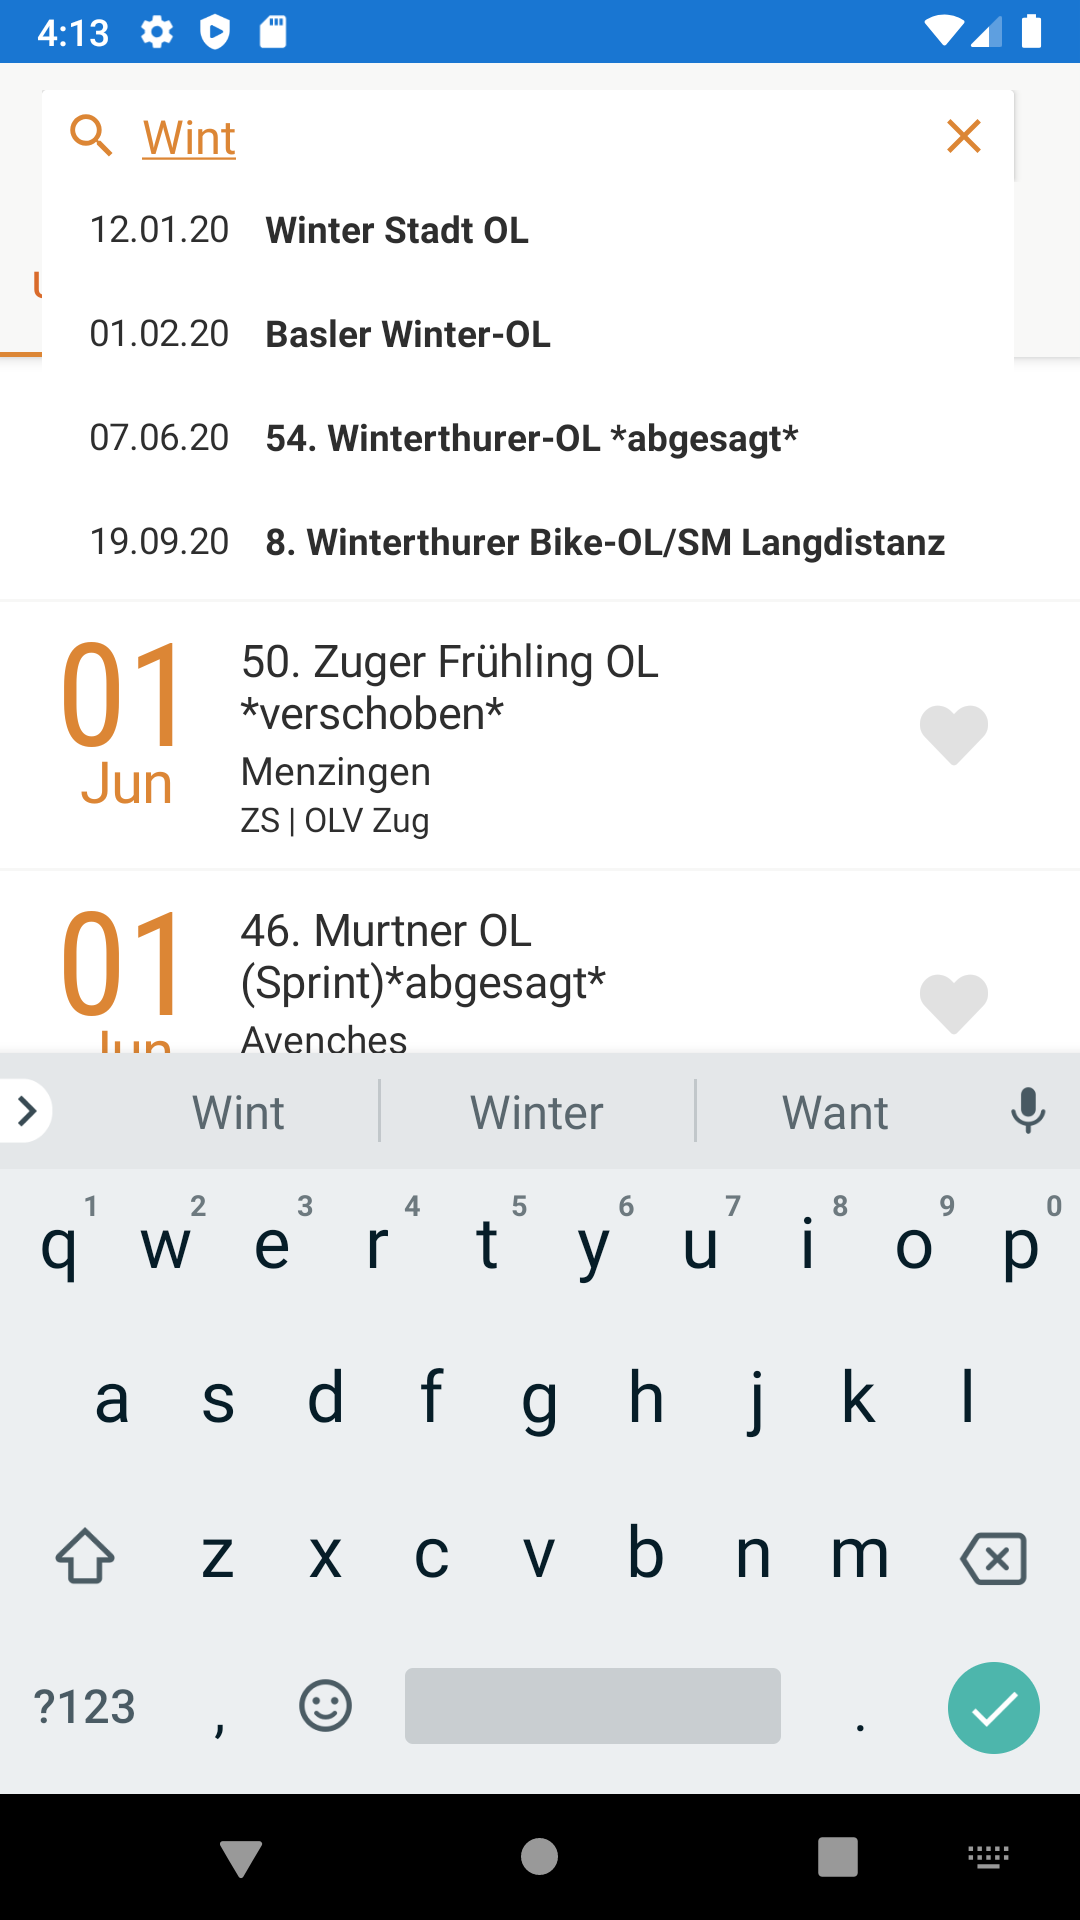 4:13
Wint
12.01.20 Winter Stadt OL
01.02.20 Basler Winter-OL
07.06.20 54. Winterthurer-OL *abgesagt*
19.09.20 8. Winterthurer Bike-OL/SM Langdistanz
01 Jun
50. Zuger Frühling OL
*verschoben*
Menzingen
ZS | OLV Zug
01 Jun
46. Murtner OL
(Sprint)*abgesagt*
Avenches
Wint Winter Want
1 2 3 4 5 6 7 8 9 0
q w e r t y u i o p
a s d f g h j k l
z x c v b n m
?123 , .